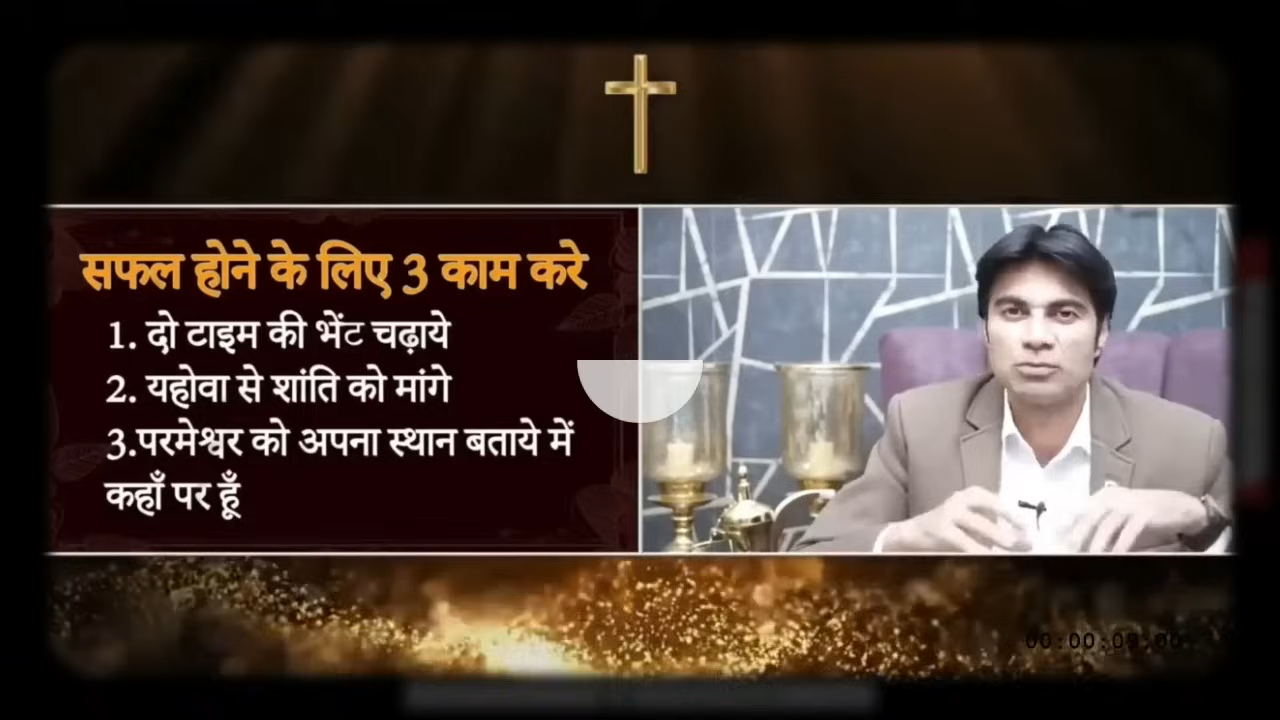 सफल होने के लिए 3 काम करे
1. दो टाइम की भेंट चढ़ाये
2. यहोवा से शांति को मांगे
3.परमेश्वर को अपना स्थान बताये में
कहाँ पर हूँ